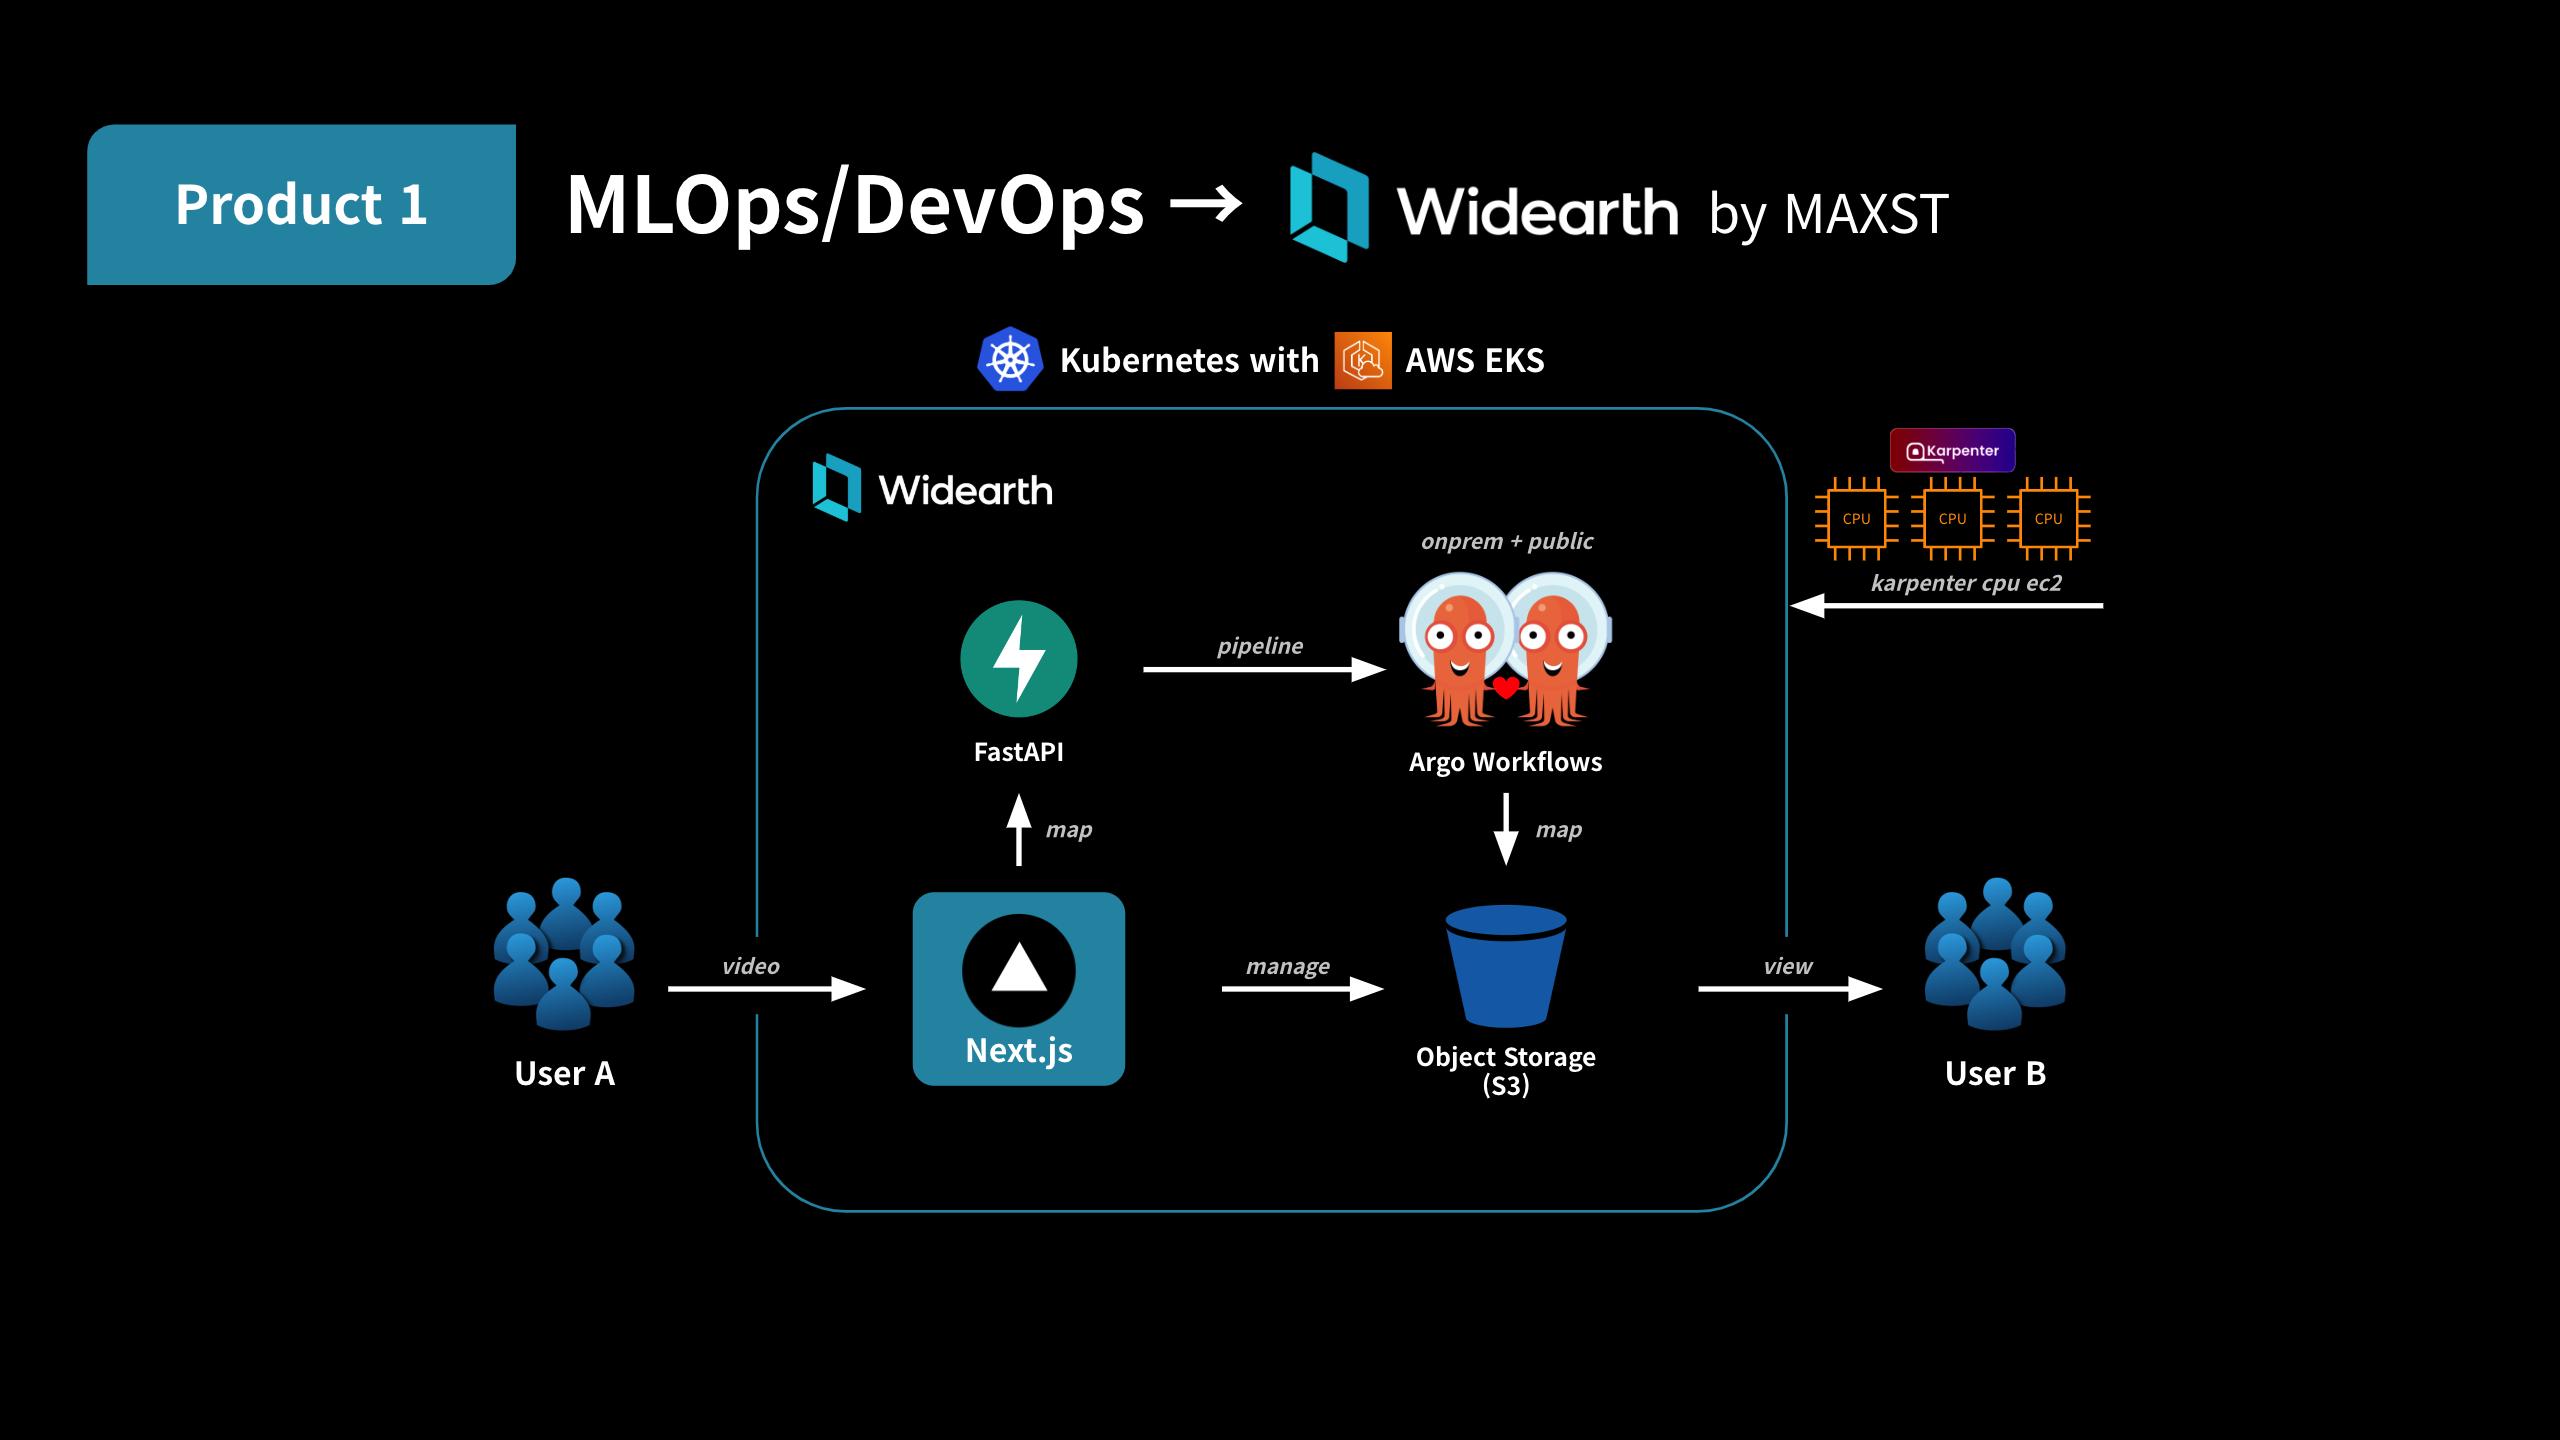 Product 1
MLOps/DevOps → Widearth by MAXST
Kubernetes with AWS EKS
Karpenter
Widearth
CPU CPU CPU
onprem + public
karpenter cpu ec2
pipeline
FastAPI
Argo Workflows
map
map
video
manage
view
Next.js
Object Storage
(S3)
User A
User B